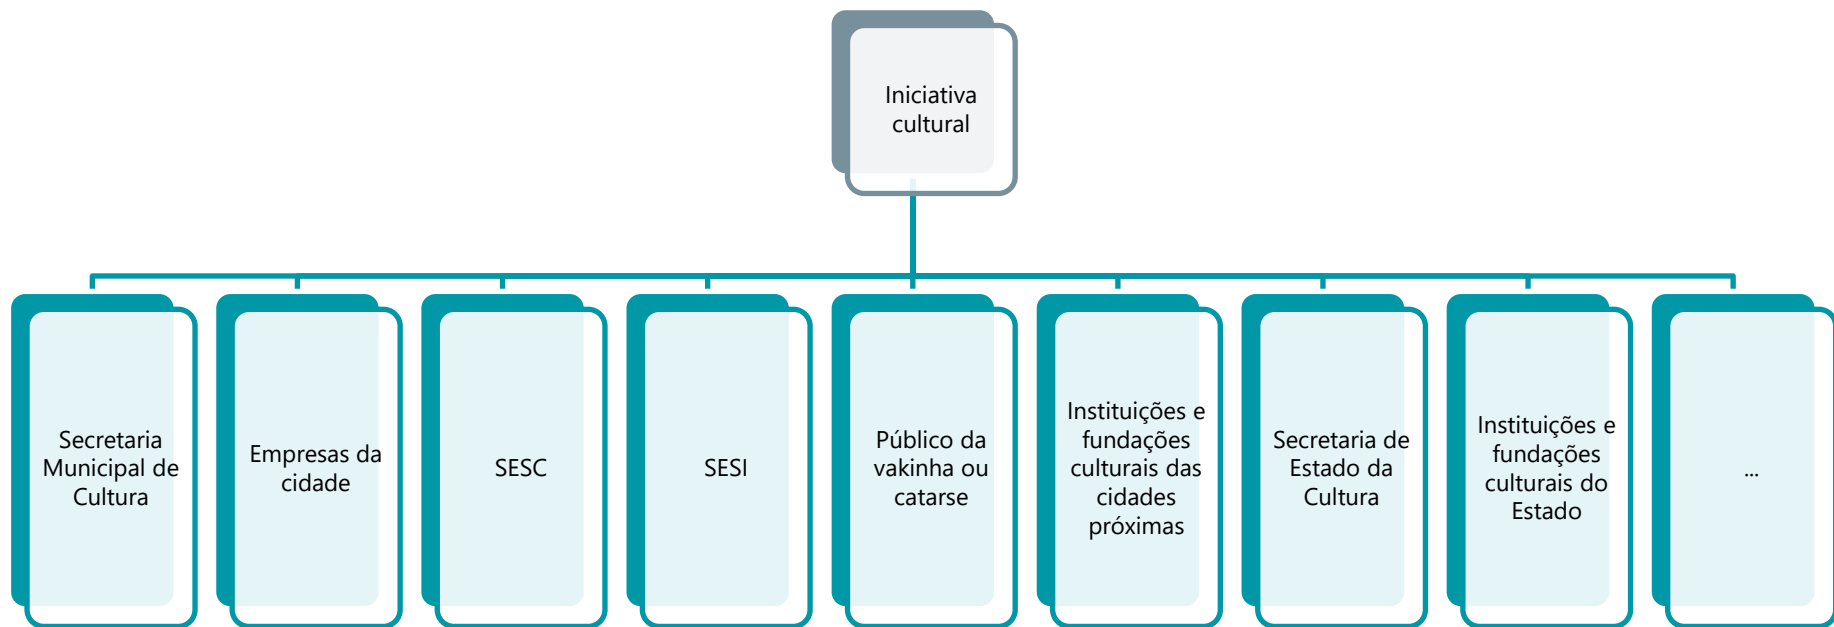 Iniciativa
cultural
Secretaria
Municipal de
Cultura
Empresas da
cidade
SESC
SESI
Público da
vakinha ou
catarse
Instituições e
fundações
culturais das
cidades
próximas
Secretaria de
Estado da
Cultura
Instituições e
fundações
culturais do
Estado
...